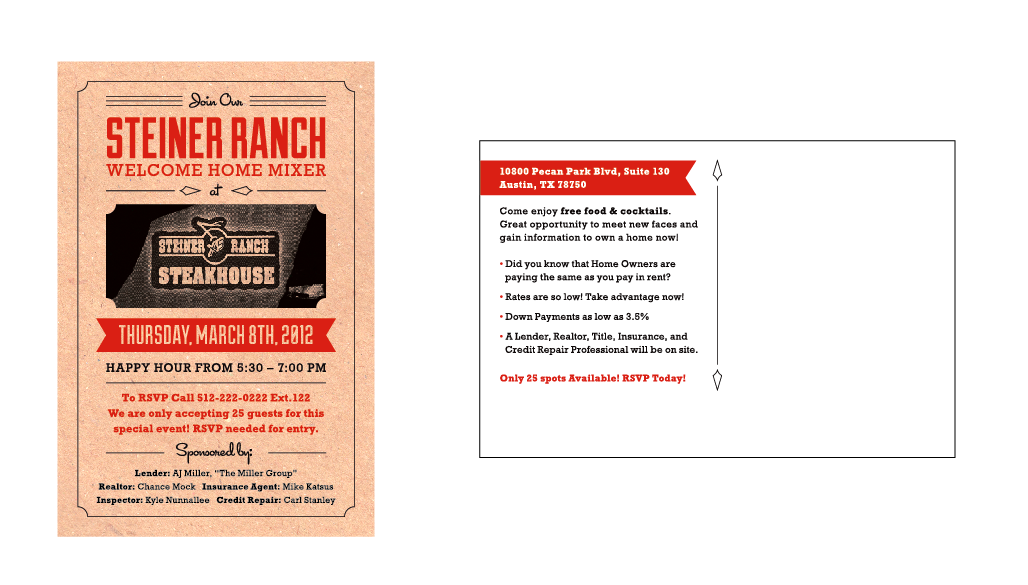 Join Our
STEINER RANCH
WELCOME HOME MIXER
at
STEINER RANCH
STEAKHOUSE
THURSDAY, MARCH 8TH, 2012
HAPPY HOUR FROM 5:30 – 7:00 PM
To RSVP Call 512-222-0222 Ext.122
We are only accepting 25 guests for this
special event! RSVP needed for entry.
Sponsored by:
Lender: AJ Miller, "The Miller Group"
Realtor: Chance Mock Insurance Agent: Mike Katsus
Inspector: Kyle Nunnallee Credit Repair: Carl Stanley
10800 Pecan Park Blvd, Suite 130
Austin, TX 78750
Come enjoy free food & cocktails.
Great opportunity to meet new faces and
gain information to own a home now!
• Did you know that Home Owners are
paying the same as you pay in rent?
• Rates are so low! Take advantage now!
• Down Payments as low as 3.5%
• A Lender, Realtor, Title, Insurance, and
Credit Repair Professional will be on site.
Only 25 spots Available! RSVP Today!